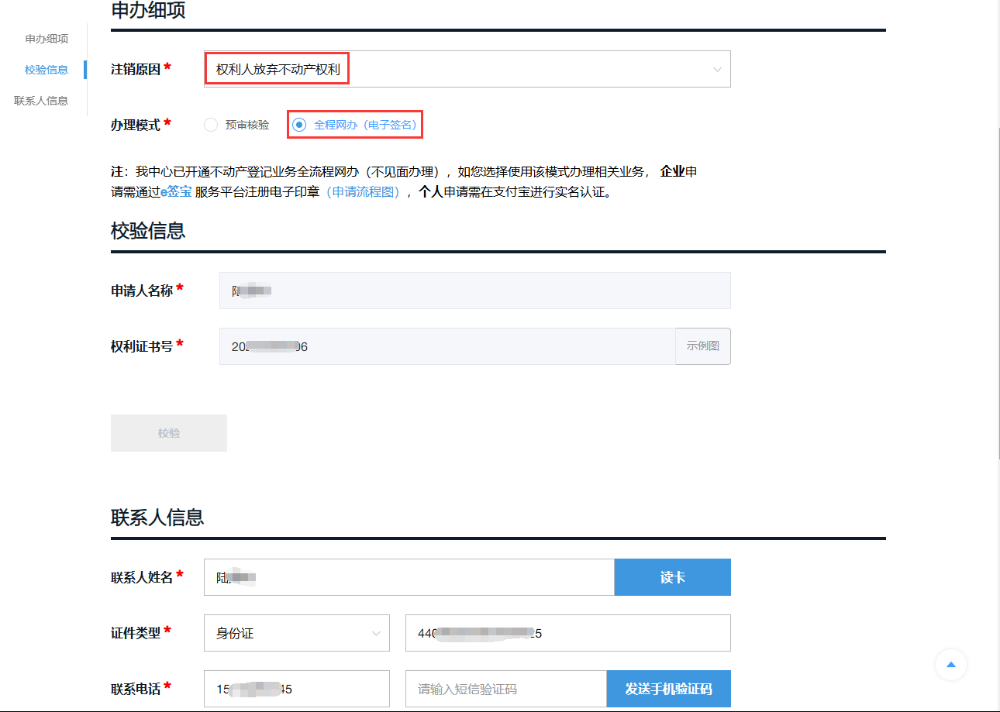 申办细项
申办细项
校验信息
联系人信息
注销原因*
权利人放弃不动产权利
办理模式*
预审核验
全程网办（电子签名）
注：我中心已开通不动产登记业务全流程网办（不见面办理），如您选择使用该模式办理相关业务， 企业申
请需通过e签宝 服务平台注册电子印章（申请流程图），个人申请需在支付宝进行实名认证。
校验信息
申请人名称*
权利证书号*
20 06
示例图
校验
联系人信息
联系人姓名*
陆
读卡
证件类型*
身份证
440 25
联系电话*
15 45
请输入短信验证码
发送手机验证码